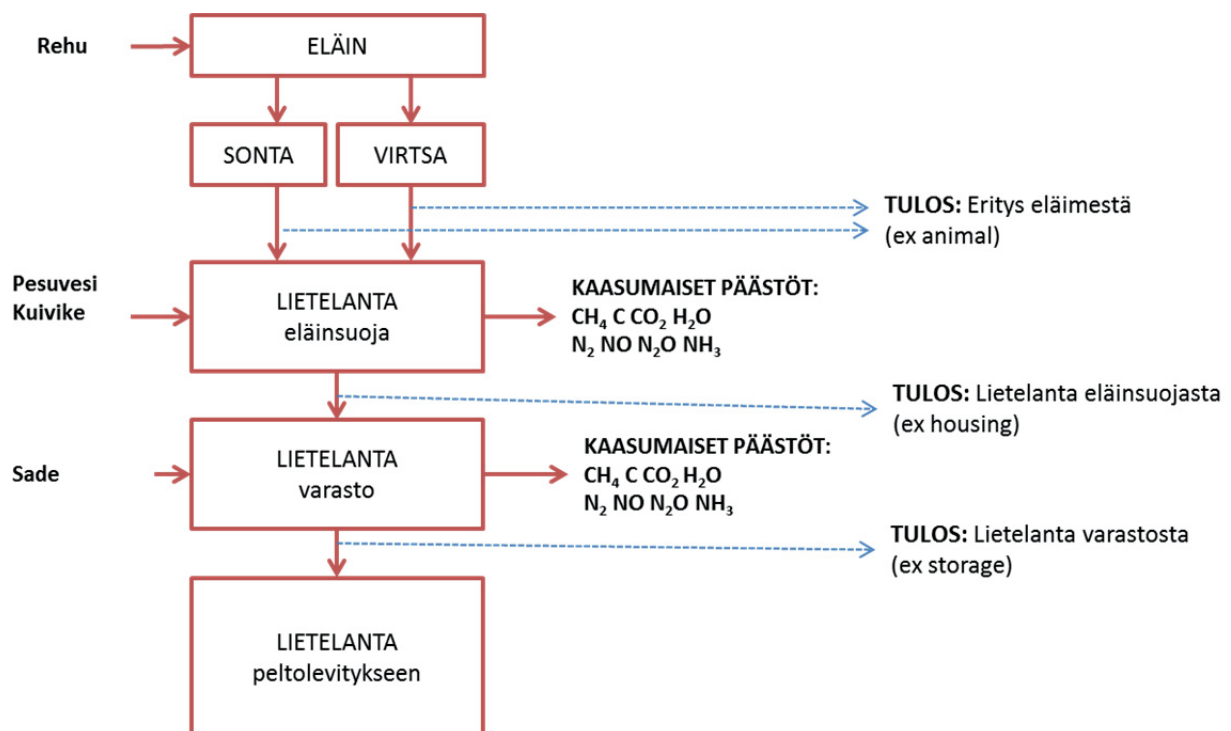 Rehu
ELÄIN
SONTA
VIRTSA
TULOS: Eritys eläimestä
(ex animal)
Pesuvesi
Kuivike
LIETELANTA
eläinsuoja
KAASUMAISET PÄÄSTÖT:
CH₄ C CO₂ H₂O
N₂ NO N₂O NH₃
TULOS: Lietelanta eläinsuojasta
(ex housing)
Sade
LIETELANTA
varasto
KAASUMAISET PÄÄSTÖT:
CH₄ C CO₂ H₂O
N₂ NO N₂O NH₃
TULOS: Lietelanta varastosta
(ex storage)
LIETELANTA
peltolevitykseen